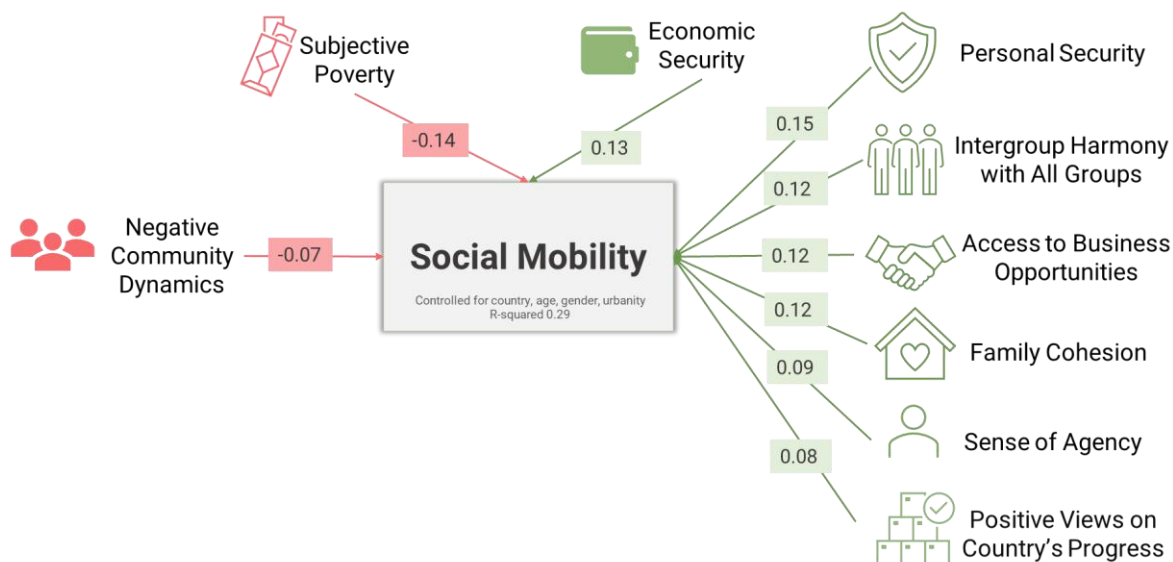 Subjective
Poverty
Economic
Security
Personal Security
-0.14
0.13
0.15
Intergroup Harmony
with All Groups
0.12
Negative
Community
Dynamics
-0.07
Social Mobility
Controlled for country, age, gender, urbanity
R-squared 0.29
0.12
Access to Business
Opportunities
0.12
Family Cohesion
0.09
Sense of Agency
0.08
Positive Views on
Country's Progress